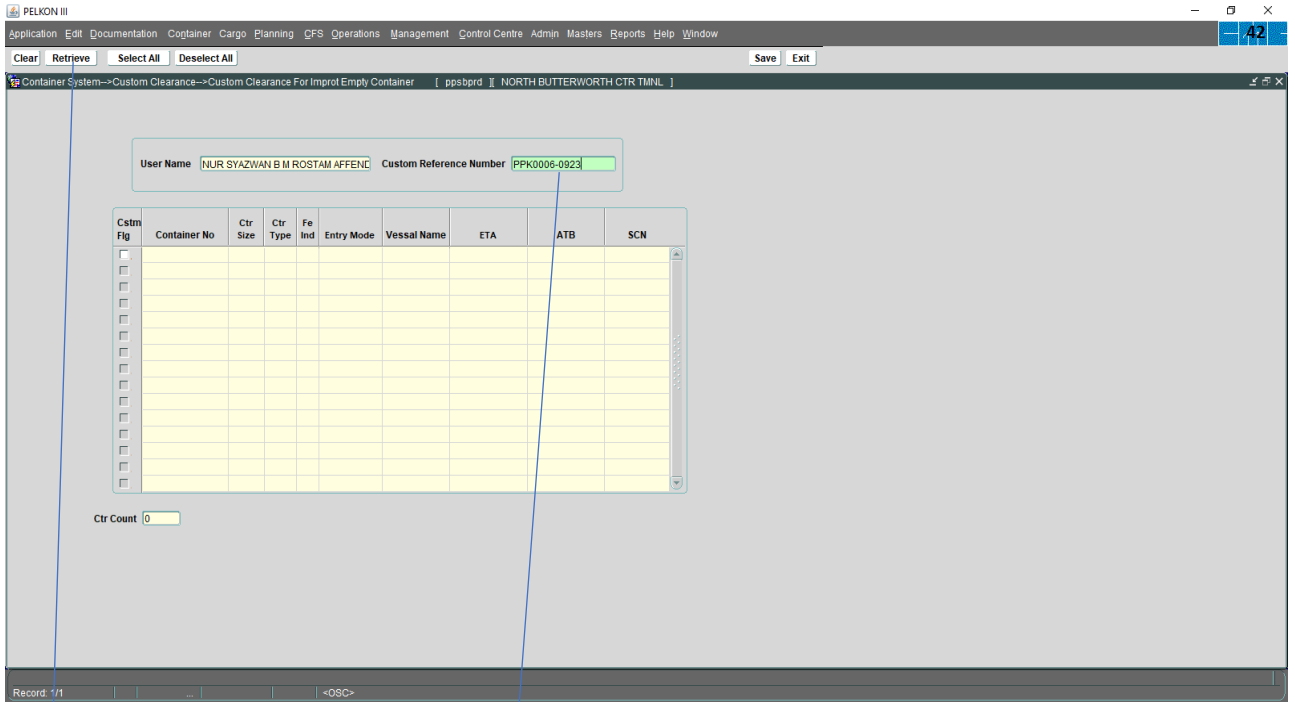 PELKON III
Application Edit Documentation Container Cargo Planning CFS Operations Management Control Centre Admin Masters Reports Help Window
42
Clear Retrieve Select All Deselect All Save Exit
Container System-->Custom Clearance-->Custom Clearance For Improt Empty Container [ ppsbprd ][ NORTH BUTTERWORTH CTR TMNL ]
User Name NUR SYAZWAN B M ROSTAM AFFEND Custom Reference Number PPK0006-0923
Cstm Flg Container No Ctr Size Ctr Type Fe Ind Entry Mode Vessal Name ETA ATB SCN
Ctr Count 0
Record: 1/1 ... <OSC>